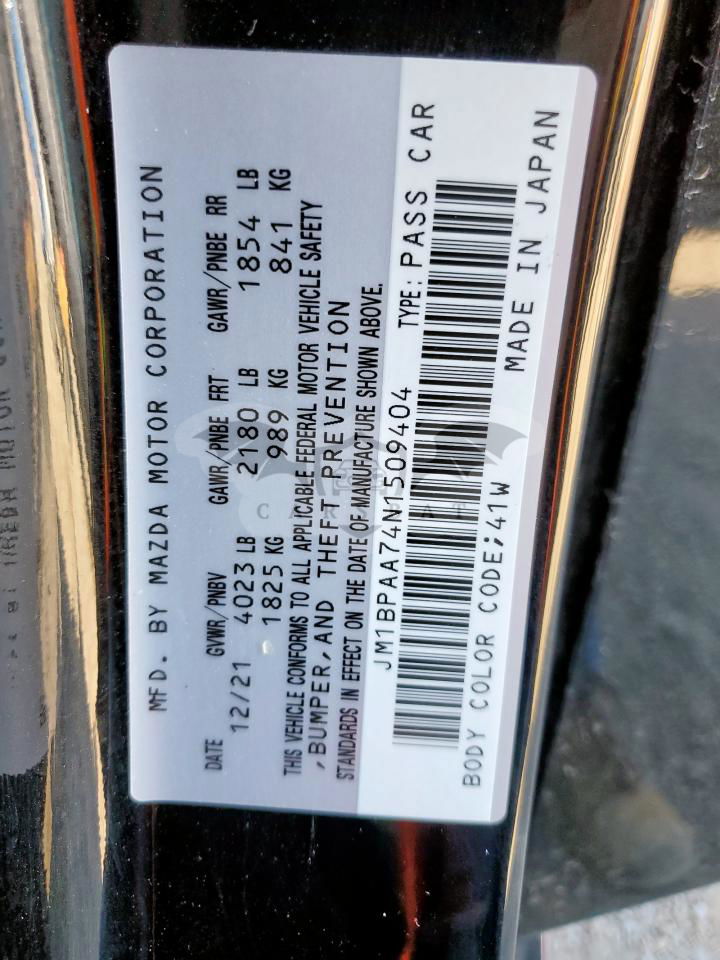 MFD. BY MAZDA MOTOR CORPORATION
DATE GVWR/PNBV GAWR/PNBE FRT GAWR/PNBE RR
12/21 4023 LB 2180 LB 1854 LB
1825 KG 989 KG 841 KG
THIS VEHICLE CONFORMS TO ALL APPLICABLE FEDERAL MOTOR VEHICLE SAFETY
,BUMPER,AND THEFT PREVENTION
STANDARDS IN EFFECT ON THE DATE OF MANUFACTURE SHOWN ABOVE.
JM1BPAA74N1509404 TYPE: PASS CAR
BODY COLOR CODE;41W MADE IN JAPAN